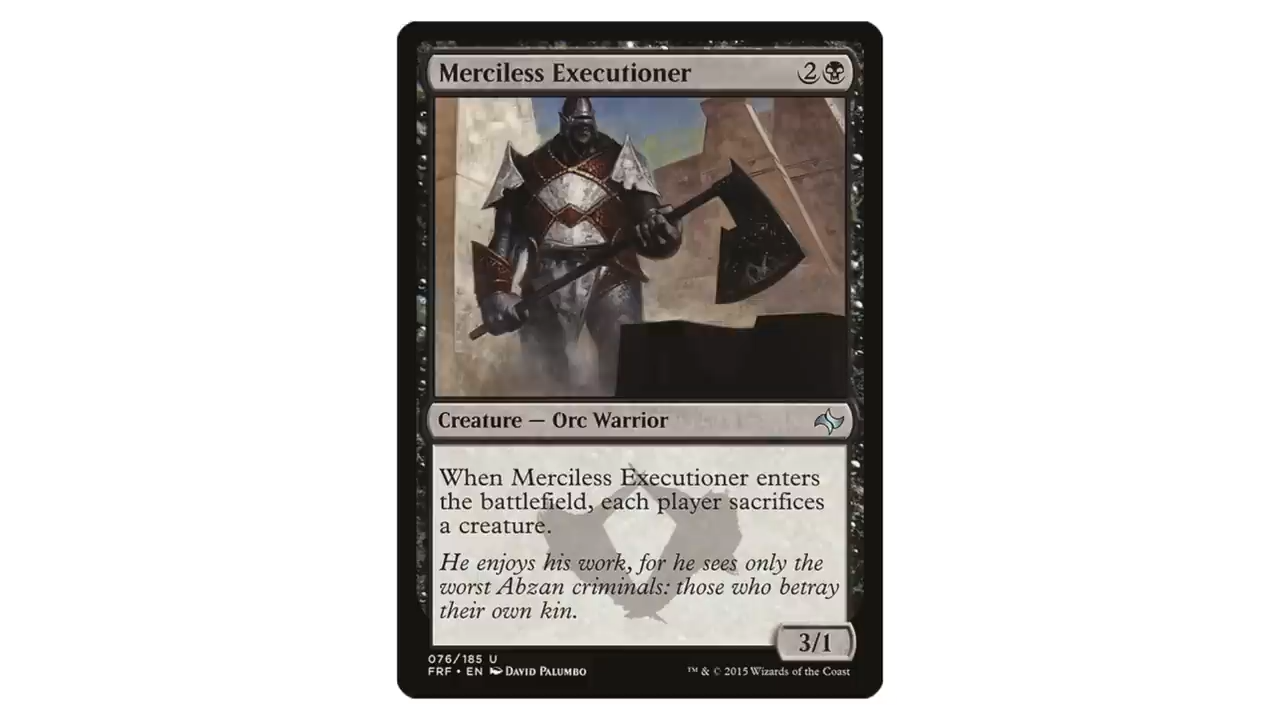 Merciless Executioner 2
Creature — Orc Warrior
When Merciless Executioner enters
the battlefield, each player sacrifices
a creature.
He enjoys his work, for he sees only the
worst Abzan criminals: those who betray
their own kin.
3/1
076/185 U
FRF • EN DAVID PALUMBO
™ & © 2015 Wizards of the Coast